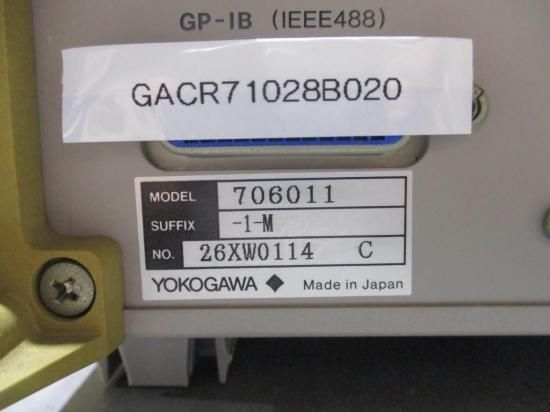 GP-IB (IEEE488)
GACR71028B020
MODEL 706011
SUFFIX -1-M
NO. 26XW0114 C
YOKOGAWA Made in Japan